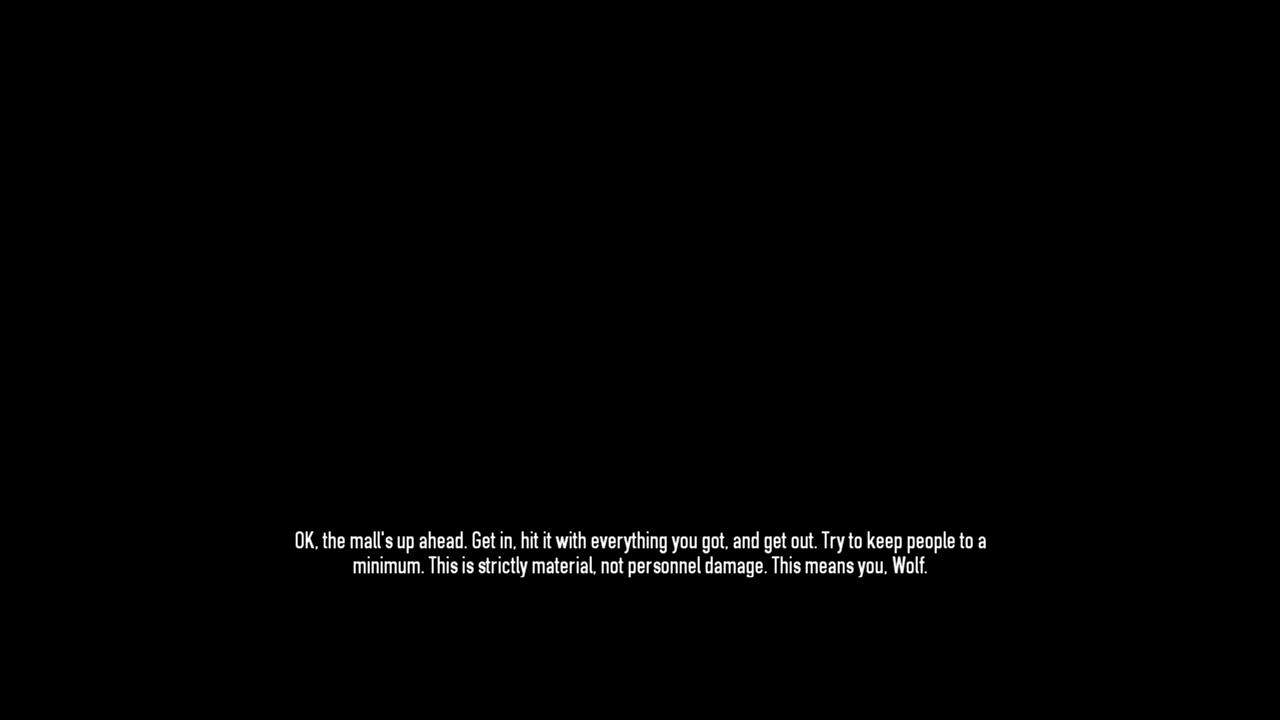 OK, the mall's up ahead. Get in, hit it with everything you got, and get out. Try to keep people to a
minimum. This is strictly material, not personnel damage. This means you, Wolf.